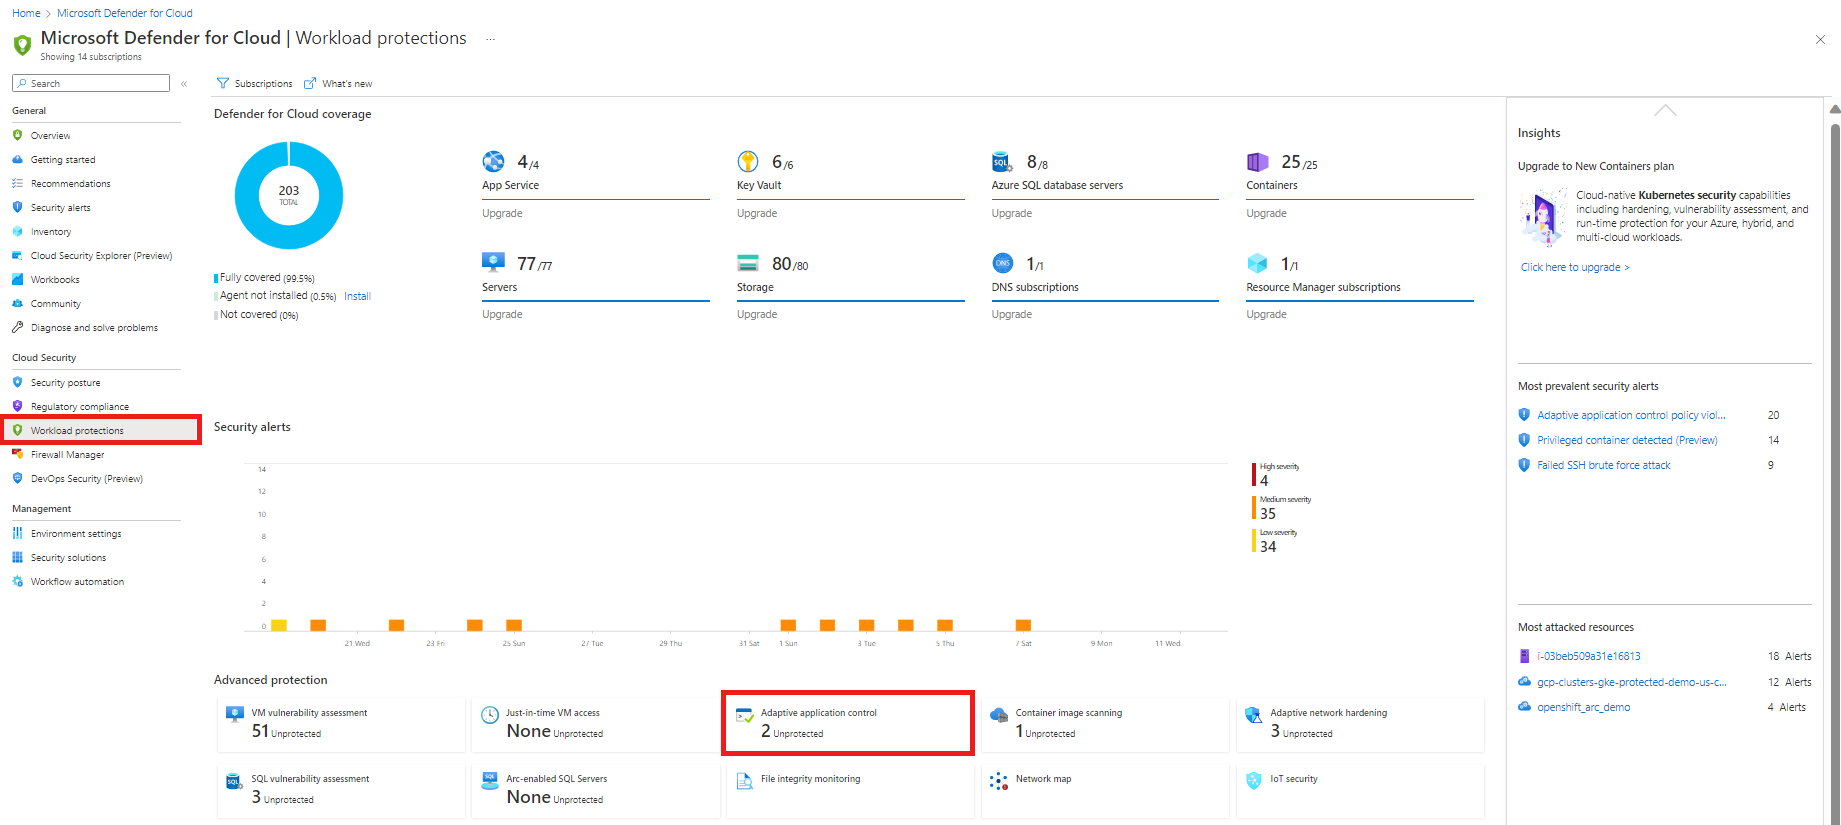 Home > Microsoft Defender for Cloud
Microsoft Defender for Cloud | Workload protections ...
Showing 14 subscriptions
Search «
Subscriptions What's new
General
Overview
Getting started
Recommendations
Security alerts
Inventory
Cloud Security Explorer (Preview)
Workbooks
Community
Diagnose and solve problems
Cloud Security
Security posture
Regulatory compliance
Workload protections
Firewall Manager
DevOps Security (Preview)
Management
Environment settings
Security solutions
Workflow automation
Defender for Cloud coverage
203
TOTAL
Fully covered (99.5%)
Agent not installed (0.5%) Install
Not covered (0%)
4/4
App Service
Upgrade
6/6
Key Vault
Upgrade
SQL 8/8
Azure SQL database servers
Upgrade
25/25
Containers
Upgrade
77/77
Servers
Upgrade
80/80
Storage
Upgrade
DNS 1/1
DNS subscriptions
Upgrade
1/1
Resource Manager subscriptions
Upgrade
Security alerts
14
12
10
8
6
4
2
0
21 Wed 23 Fri 25 Sun 27 Tue 29 Thu 31 Sat 1 Sun 3 Tue 5 Thu 7 Sat 9 Mon 11 Wed
High severity
4
Medium severity
35
Low severity
34
Advanced protection
VM vulnerability assessment
51 Unprotected
Just-in-time VM access
None Unprotected
Adaptive application control
2 Unprotected
Container image scanning
1 Unprotected
Adaptive network hardening
3 Unprotected
SQL SQL vulnerability assessment
3 Unprotected
SQL Arc-enabled SQL Servers
None Unprotected
File integrity monitoring
Network map
IoT security
Insights
Upgrade to New Containers plan
Cloud-native Kubernetes security capabilities
including hardening, vulnerability assessment, and
run-time protection for your Azure, hybrid, and
multi-cloud workloads.
Click here to upgrade >
Most prevalent security alerts
Adaptive application control policy viol... 20
Privileged container detected (Preview) 14
Failed SSH brute force attack 9
Most attacked resources
i-03beb509a31e16813 18 Alerts
gcp-clusters-gke-protected-demo-us-c... 12 Alerts
openshift_arc_demo 4 Alerts